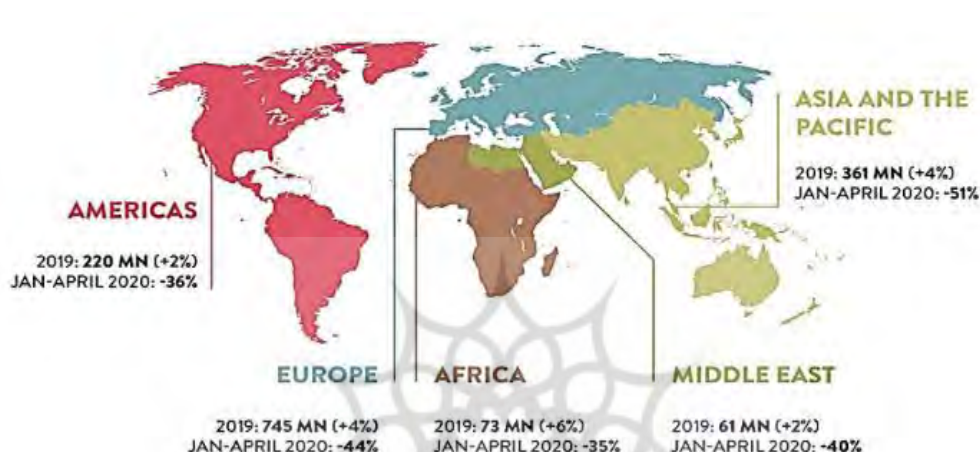 ASIA AND THE
PACIFIC
2019: 361 MN (+4%)
JAN-APRIL 2020: -51%
AMERICAS
2019: 220 MN (+2%)
JAN-APRIL 2020: -36%
EUROPE
2019: 745 MN (+4%)
JAN-APRIL 2020: -44%
AFRICA
2019: 73 MN (+6%)
JAN-APRIL 2020: -35%
MIDDLE EAST
2019: 61 MN (+2%)
JAN-APRIL 2020: -40%